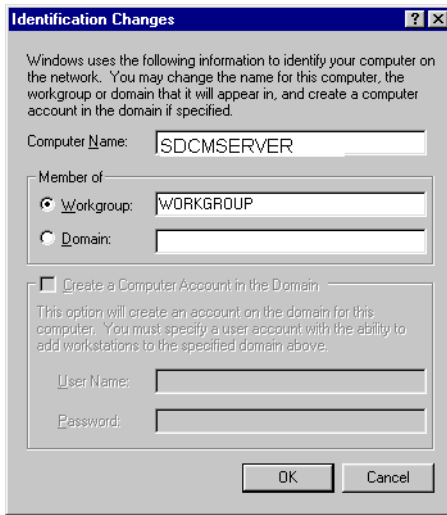 Identification Changes
Windows uses the following information to identify your computer on
the network.  You may change the name for this computer, the
workgroup or domain that it will appear in, and create a computer
account in the domain if specified.
Computer Name: SDCMSERVER
Member of
Workgroup: WORKGROUP
Domain:
Create a Computer Account in the Domain
This option will create an account on the domain for this
computer.  You must specify a user account with the ability to
add workstations to the specified domain above.
User Name:
Password:
OK Cancel